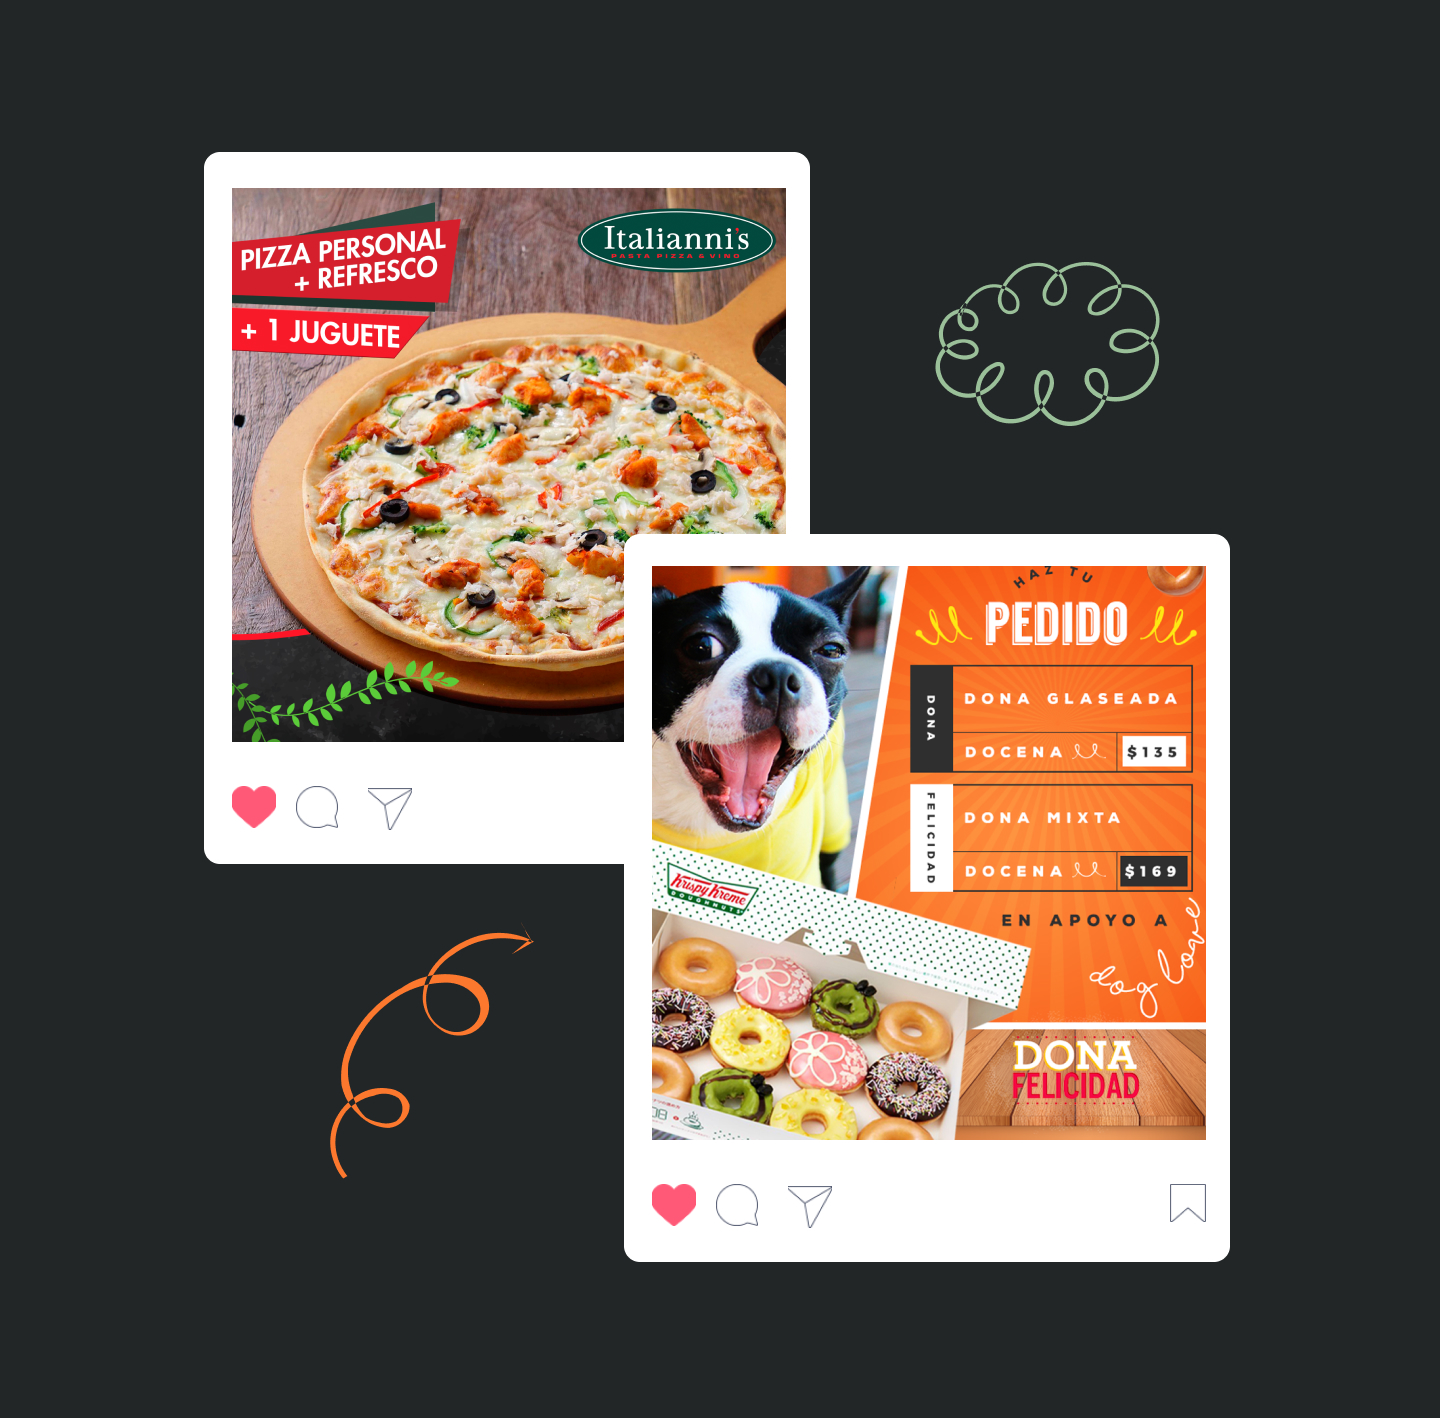 PIZZA PERSONAL
+ REFRESCO
+ 1 JUGUETE
Italianni's
PASTA PIZZA & VINO
HAZ TU
PEDIDO
DONA
DONA GLASEADA
DOCENA
$135
FELICIDAD
DONA MIXTA
DOCENA
$169
EN APOYO A
dog love
Krispy Kreme
DOUGHNUTS
DONA
FELICIDAD